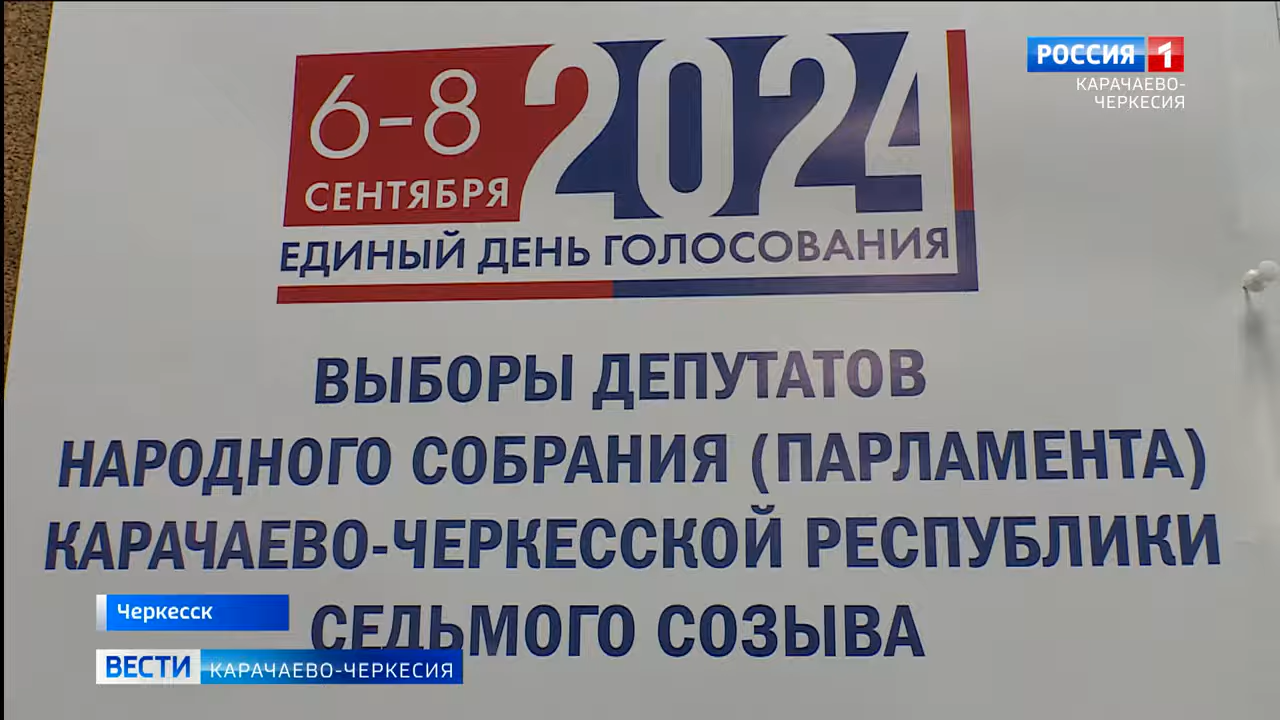 6-8
СЕНТЯБРЯ
2024
ЕДИНЫЙ ДЕНЬ ГОЛОСОВАНИЯ
РОССИЯ 1
КАРАЧАЕВО-
ЧЕРКЕСИЯ
ВЫБОРЫ ДЕПУТАТОВ
НАРОДНОГО СОБРАНИЯ (ПАРЛАМЕНТА)
КАРАЧАЕВО-ЧЕРКЕССКОЙ РЕСПУБЛИКИ
СЕДЬМОГО СОЗЫВА
Черкесск
ВЕСТИ КАРАЧАЕВО-ЧЕРКЕСИЯ